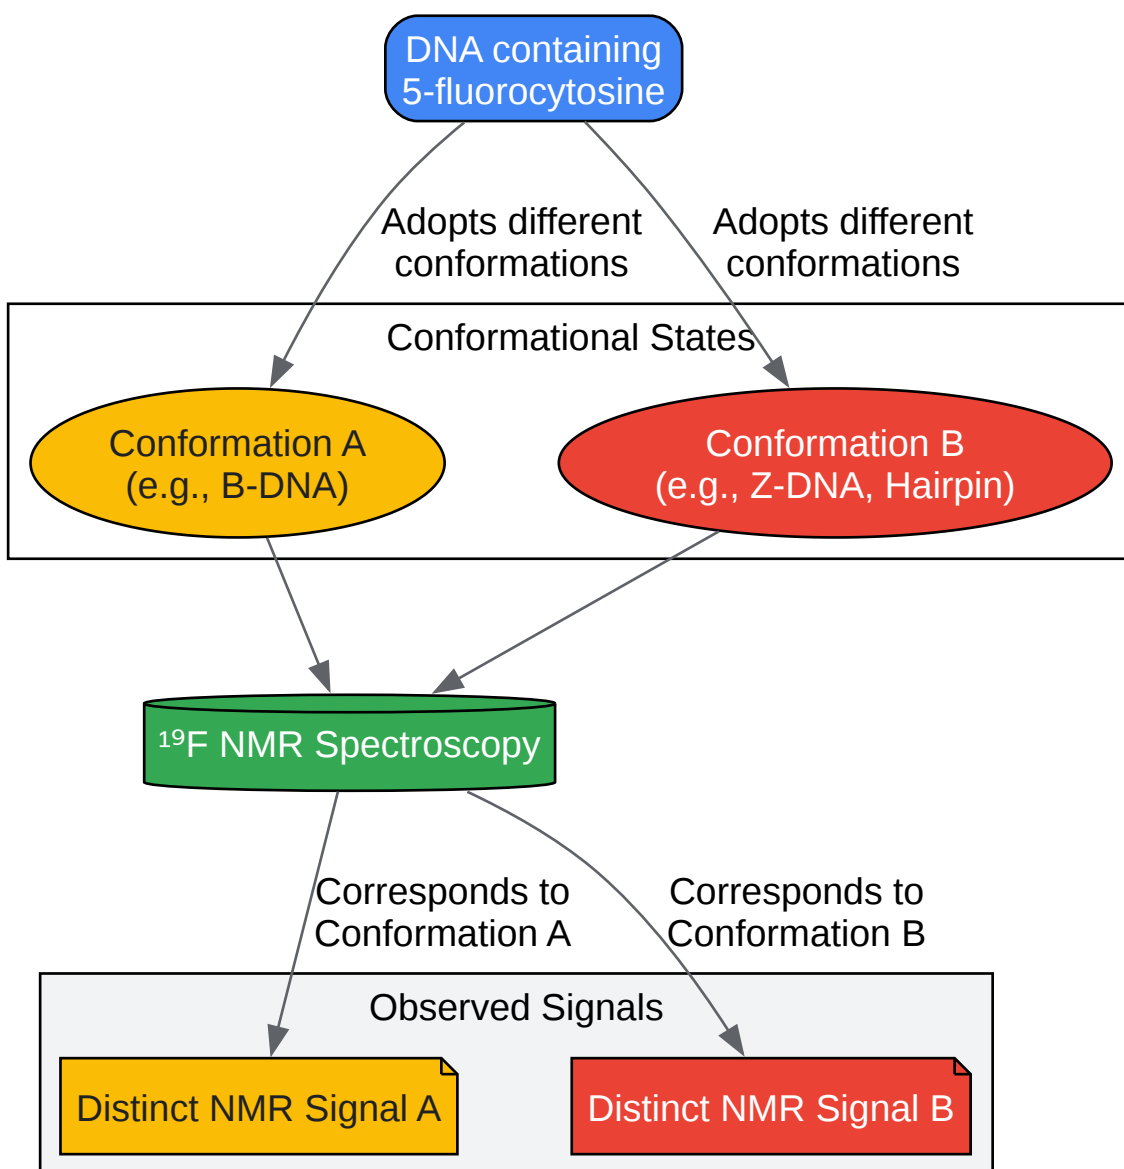 DNA containing
5-fluorocytosine
Adopts different
conformations
Adopts different
conformations
Conformational States
Conformation A
(e.g., B-DNA)
Conformation B
(e.g., Z-DNA, Hairpin)
¹⁹F NMR Spectroscopy
Corresponds to
Conformation A
Corresponds to
Conformation B
Observed Signals
Distinct NMR Signal A
Distinct NMR Signal B